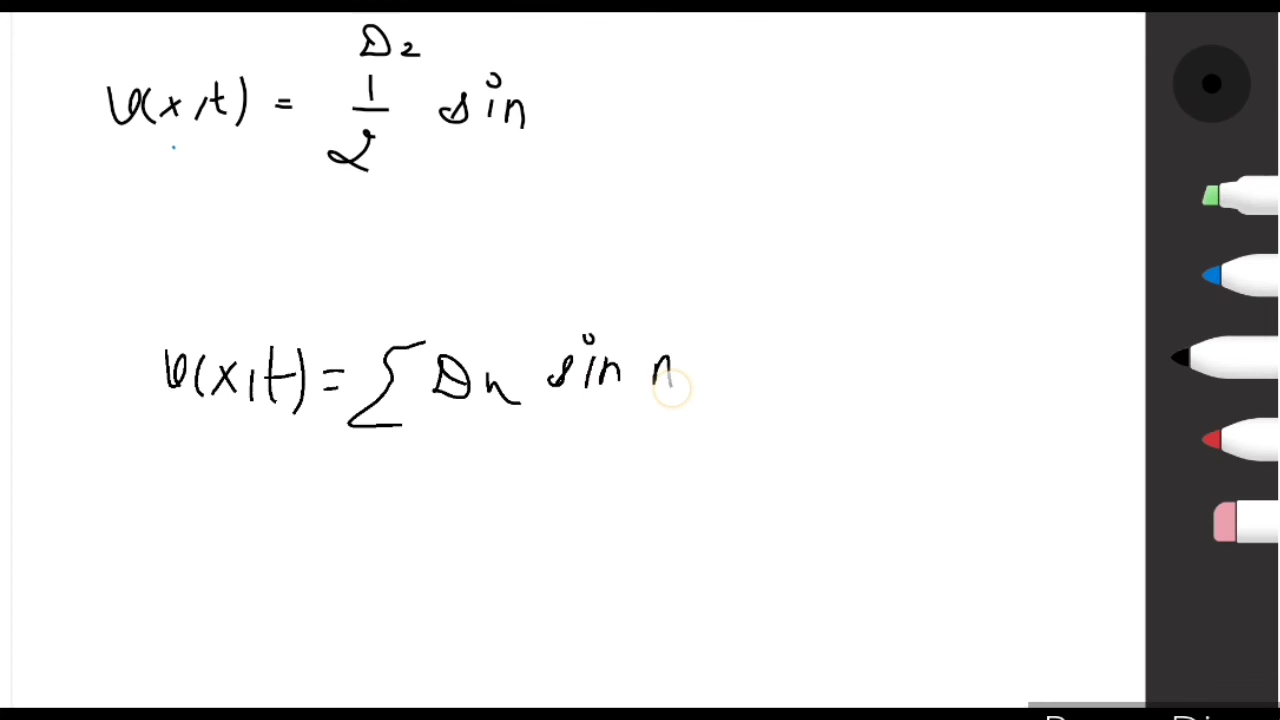 D₂
u(x,t) = 1/2 sin
u(x,t) = ∑ Dn sin n